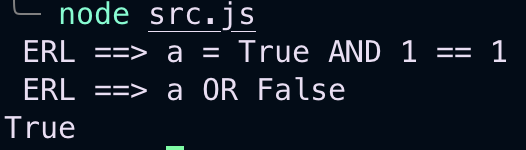 node src.js
ERL ==> a = True AND 1 == 1
ERL ==> a OR False
True